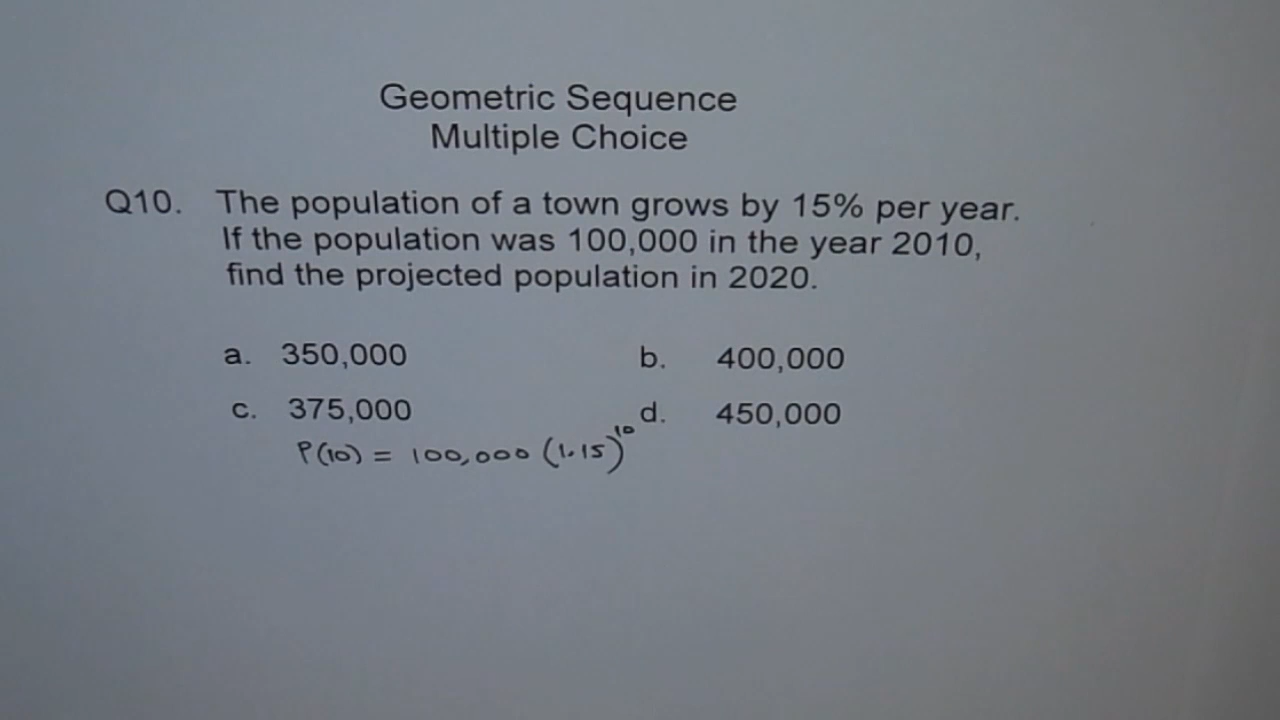 Geometric Sequence
Multiple Choice
Q10. The population of a town grows by 15% per year.
If the population was 100,000 in the year 2010,
find the projected population in 2020.
a. 350,000 b. 400,000
c. 375,000 d. 450,000
P(10) = 100,000 (1.15)^10